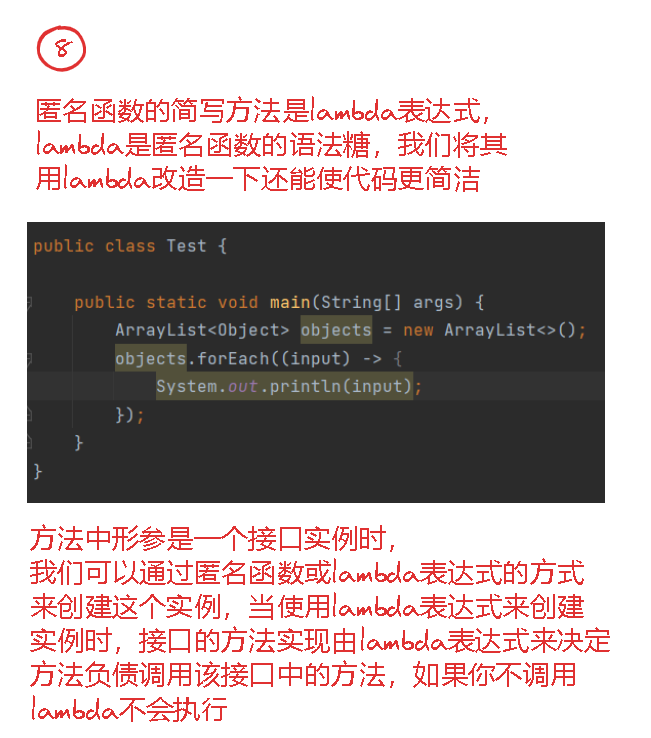 8
匿名函数的简写方法是lambda表达式，
lambda是匿名函数的语法糖，我们将其
用lambda改造一下还能使代码更简洁
public class Test {
public static void main(String[] args) {
ArrayList<Object> objects = new ArrayList<>();
objects.forEach((input) -> {
System.out.println(input);
});
}
}
方法中形参是一个接口实例时，
我们可以通过匿名函数或lambda表达式的方式
来创建这个实例，当使用lambda表达式来创建
实例时，接口的方法实现由lambda表达式来决定
方法负债调用该接口中的方法，如果你不调用
lambda不会执行